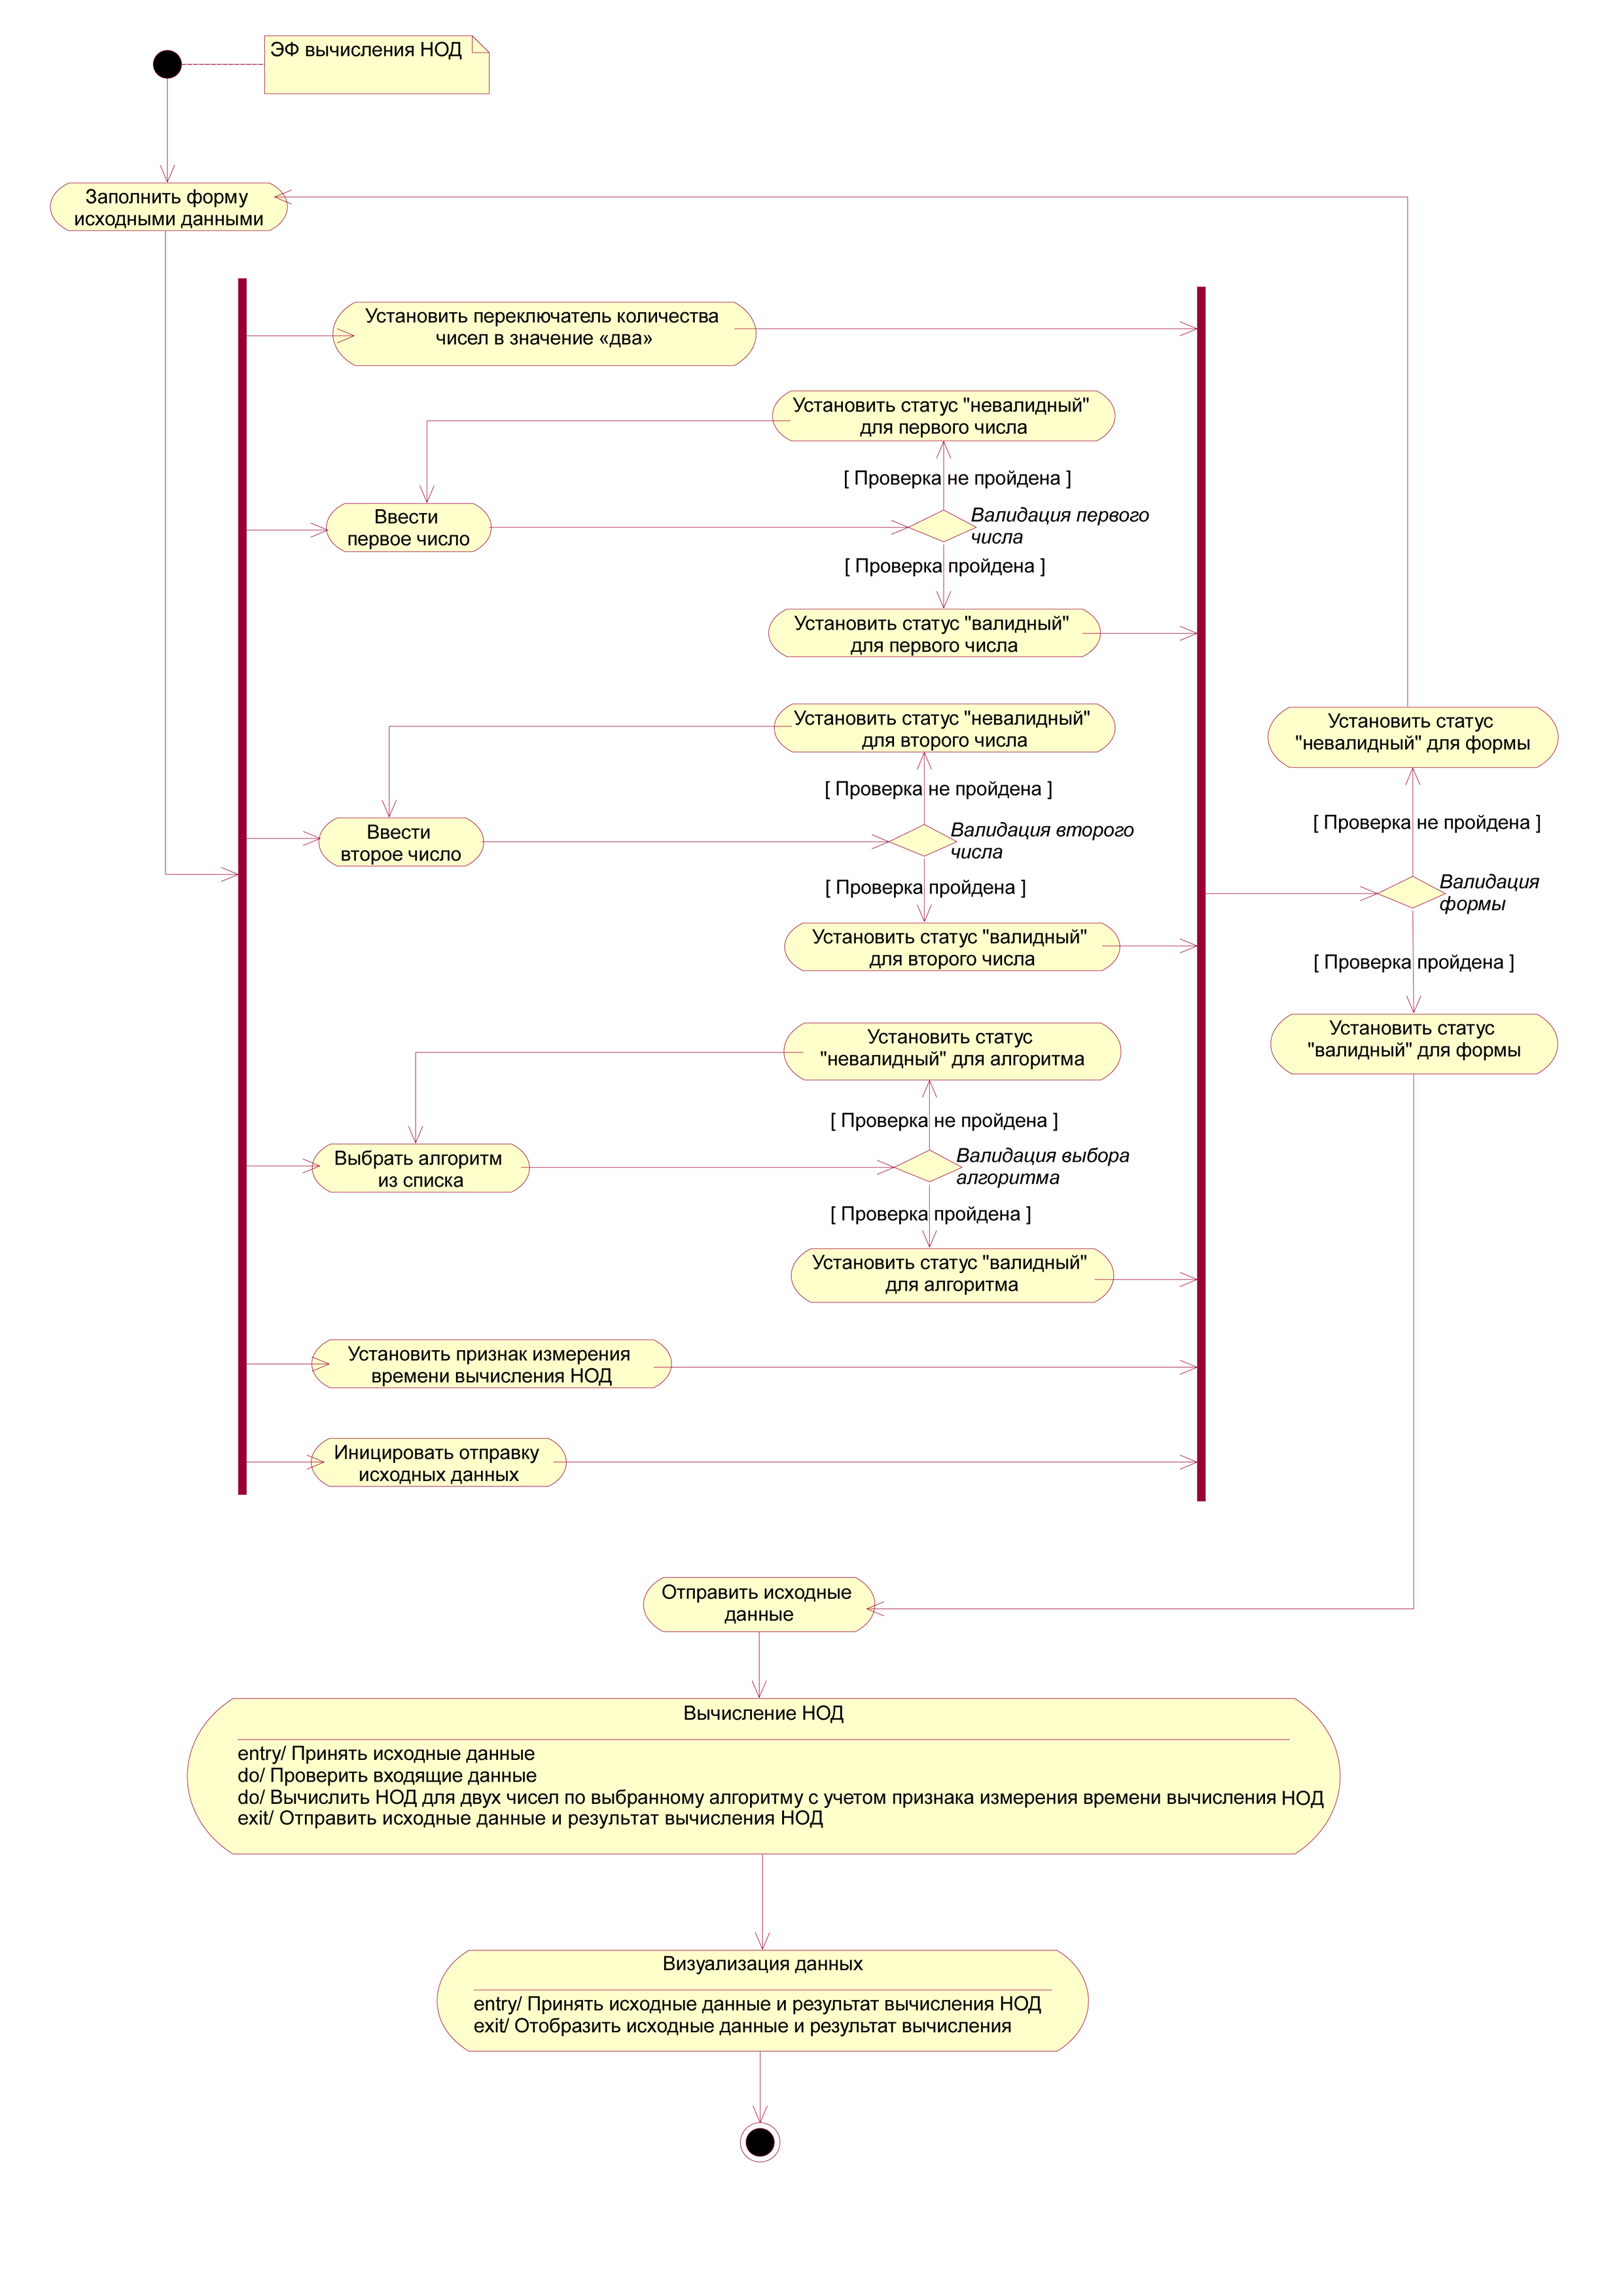 ЭФ вычисления НОД
Заполнить форму
исходными данными
Установить переключатель количества
чисел в значение «два»
Установить статус "невалидный"
для первого числа
[ Проверка не пройдена ]
Ввести
первое число
Валидация первого
числа
[ Проверка пройдена ]
Установить статус "валидный"
для первого числа
Установить статус "невалидный"
для второго числа
[ Проверка не пройдена ]
Ввести
второе число
Валидация второго
числа
[ Проверка пройдена ]
Установить статус "валидный"
для второго числа
Установить статус
"невалидный" для формы
[ Проверка не пройдена ]
Валидация
формы
[ Проверка пройдена ]
Установить статус
"валидный" для формы
Установить статус
"невалидный" для алгоритма
[ Проверка не пройдена ]
Выбрать алгоритм
из списка
Валидация выбора
алгоритма
[ Проверка пройдена ]
Установить статус "валидный"
для алгоритма
Установить признак измерения
времени вычисления НОД
Иницировать отправку
исходных данных
Отправить исходные
данные
Вычисление НОД
entry/ Принять исходные данные
do/ Проверить входящие данные
do/ Вычислить НОД для двух чисел по выбранному алгоритму с учетом признака измерения времени вычисления НОД
exit/ Отправить исходные данные и результат вычисления НОД
Визуализация данных
entry/ Принять исходные данные и результат вычисления НОД
exit/ Отобразить исходные данные и результат вычисления